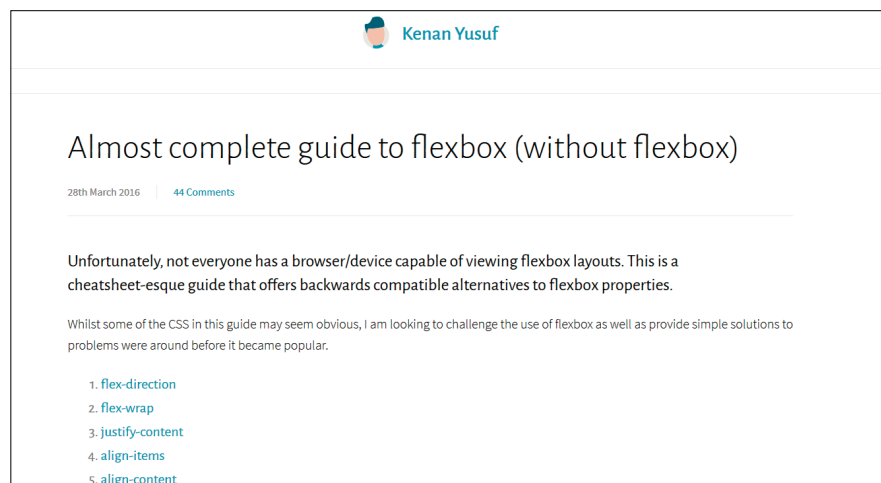 Kenan Yusuf
Almost complete guide to flexbox (without flexbox)
28th March 2016 44 Comments
Unfortunately, not everyone has a browser/device capable of viewing flexbox layouts. This is a
cheatsheet-esque guide that offers backwards compatible alternatives to flexbox properties.
Whilst some of the CSS in this guide may seem obvious, I am looking to challenge the use of flexbox as well as provide simple solutions to
problems were around before it became popular.
1. flex-direction
2. flex-wrap
3. justify-content
4. align-items
5. align-content